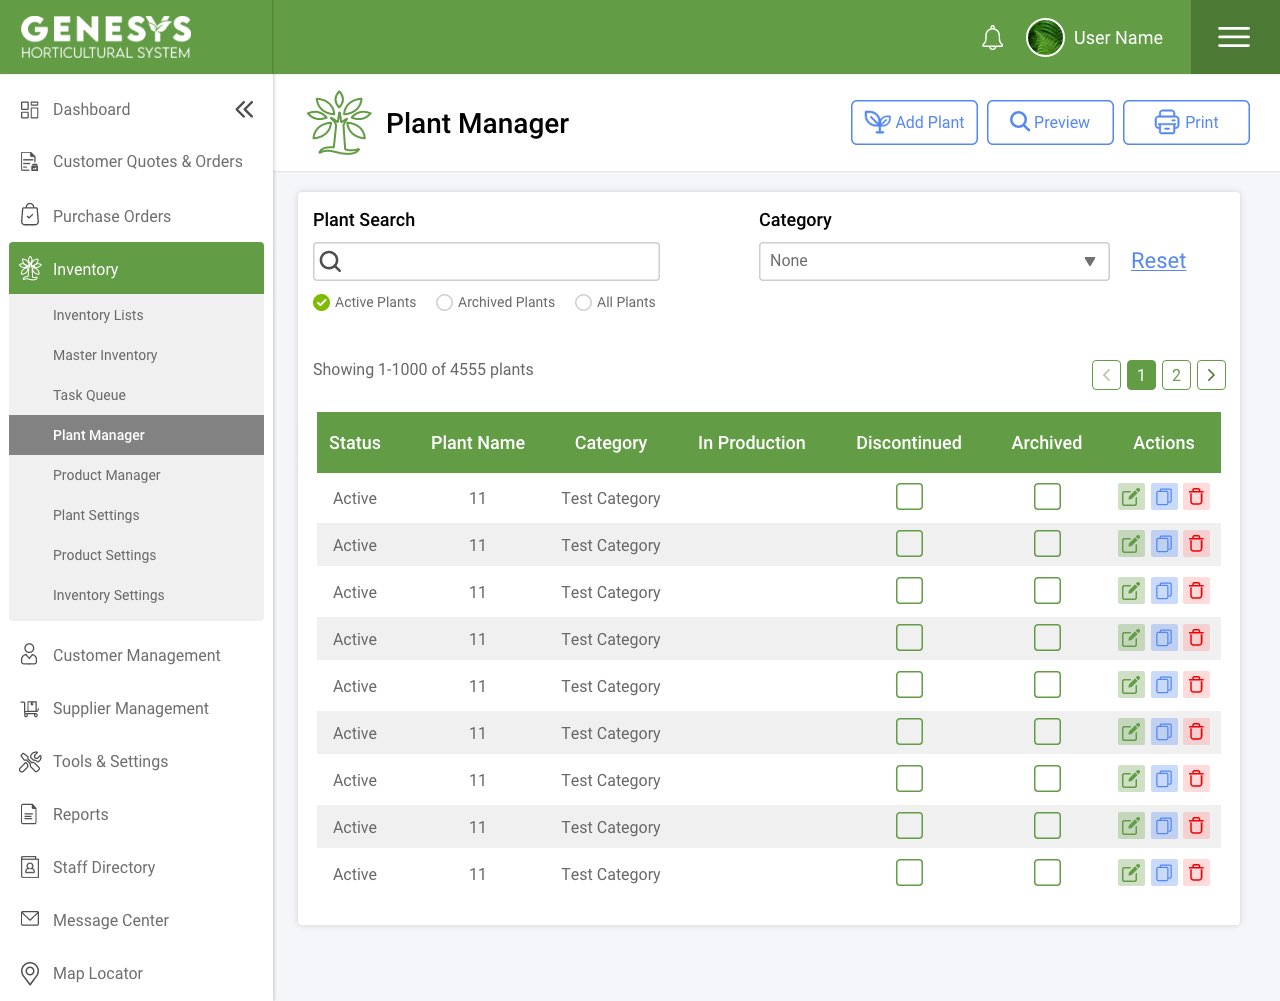 GENESYS
HORTICULTURAL SYSTEM
User Name
Dashboard
Customer Quotes & Orders
Purchase Orders
Inventory
Inventory Lists
Master Inventory
Task Queue
Plant Manager
Product Manager
Plant Settings
Product Settings
Inventory Settings
Customer Management
Supplier Management
Tools & Settings
Reports
Staff Directory
Message Center
Map Locator
Plant Manager
Add Plant
Preview
Print
Plant Search
Category
None
Reset
Active Plants
Archived Plants
All Plants
Showing 1-1000 of 4555 plants
1
2
Status Plant Name Category In Production Discontinued Archived Actions
Active 11 Test Category
Active 11 Test Category
Active 11 Test Category
Active 11 Test Category
Active 11 Test Category
Active 11 Test Category
Active 11 Test Category
Active 11 Test Category
Active 11 Test Category